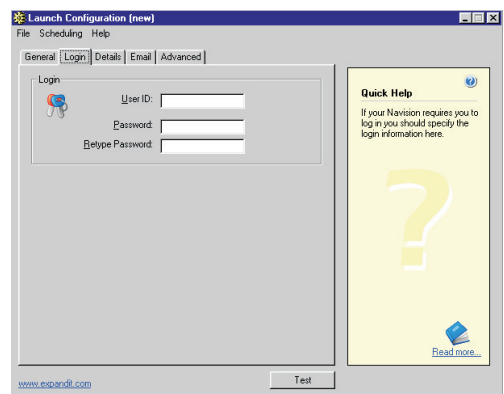 Launch Configuration (new)
File Scheduling Help
General Login Details Email Advanced
Login
User ID:
Password:
Retype Password:
Quick Help
If your Navision requires you to
log in you should specify the
login information here.
?
Read more...
www.expandit.com
Test